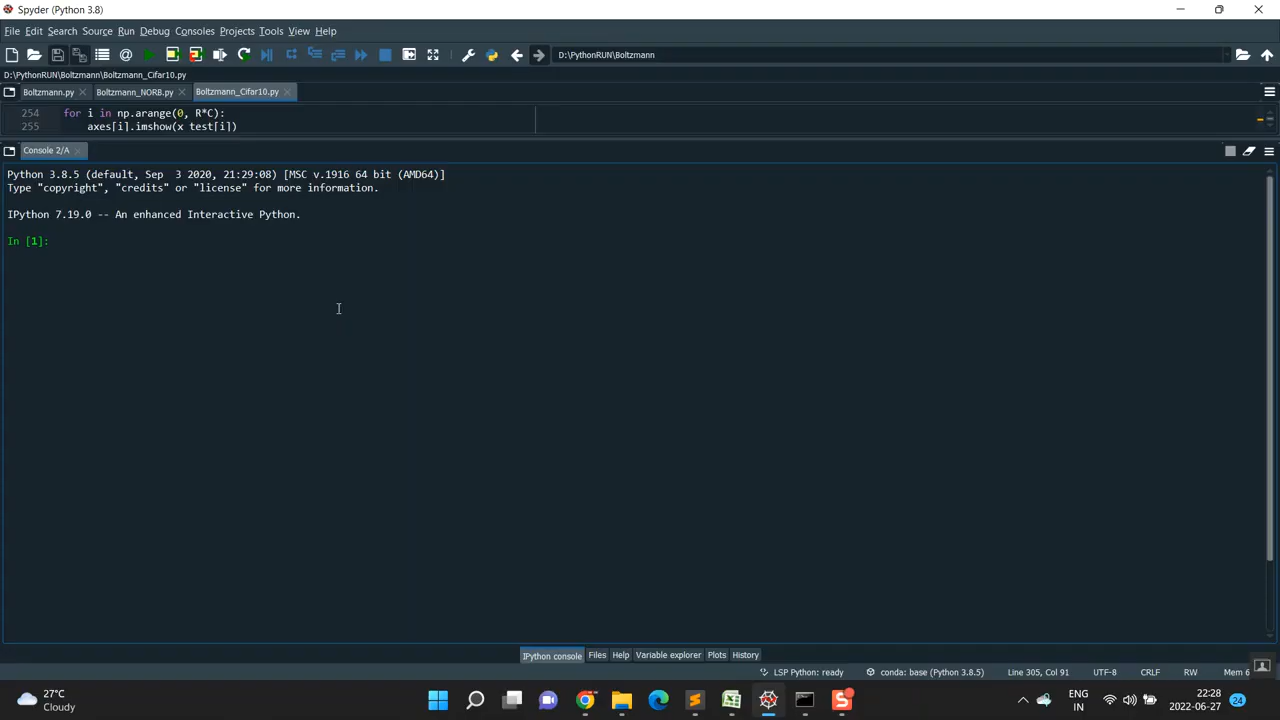 Spyder (Python 3.8)
File Edit Search Source Run Debug Consoles Projects Tools View Help
D:\PythonRUN\Boltzmann
D:\PythonRUN\Boltzmann\Boltzmann_Cifar10.py
Boltzmann.py Boltzmann_NORB.py Boltzmann_Cifar10.py
254 for i in np.arange(0, R*C):
255 axes[i].imshow(x_test[i])
Console 2/A
Python 3.8.5 (default, Sep 3 2020, 21:29:08) [MSC v.1916 64 bit (AMD64)]
Type "copyright", "credits" or "license" for more information.
IPython 7.19.0 -- An enhanced Interactive Python.
In [1]:
IPython console Files Help Variable explorer Plots History
LSP Python: ready conda: base (Python 3.8.5) Line 305, Col 91 UTF-8 CRLF RW Mem 6
27°C
Cloudy
ENG
IN
22:28
2022-06-27
24